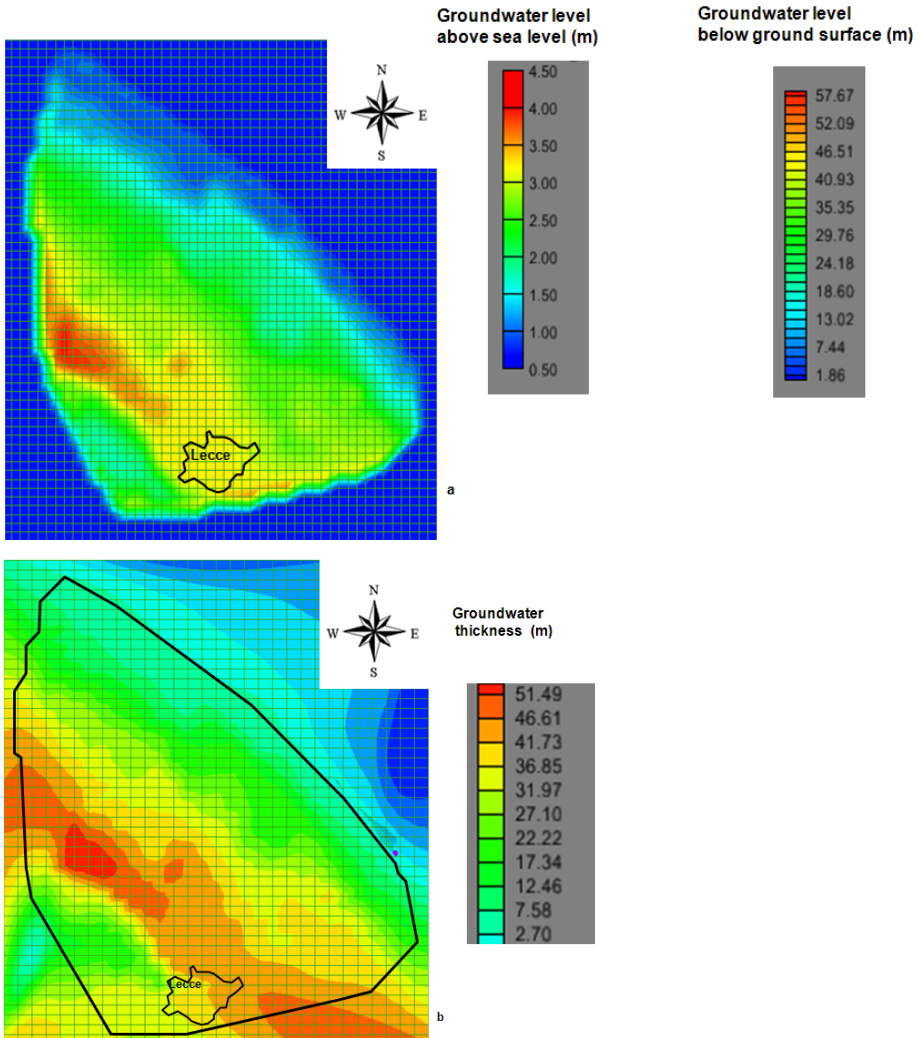 Groundwater level
above sea level (m)
Groundwater level
below ground surface (m)
N
W E
S
4.50
4.00
3.50
3.00
2.50
2.00
1.50
1.00
0.50
57.67
52.09
46.51
40.93
35.35
29.76
24.18
18.60
13.02
7.44
1.86
Lecce
a
N
W E
S
Groundwater
thickness (m)
51.49
46.61
41.73
36.85
31.97
27.10
22.22
17.34
12.46
7.58
2.70
Lecce
b